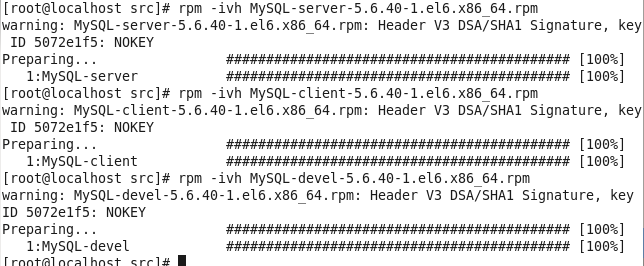 [root@localhost src]# rpm -ivh MySQL-server-5.6.40-1.el6.x86_64.rpm
warning: MySQL-server-5.6.40-1.el6.x86_64.rpm: Header V3 DSA/SHA1 Signature, key
 ID 5072e1f5: NOKEY
Preparing...                ########################################### [100%]
   1:MySQL-server           ########################################### [100%]
[root@localhost src]# rpm -ivh MySQL-client-5.6.40-1.el6.x86_64.rpm
warning: MySQL-client-5.6.40-1.el6.x86_64.rpm: Header V3 DSA/SHA1 Signature, key
 ID 5072e1f5: NOKEY
Preparing...                ########################################### [100%]
   1:MySQL-client           ########################################### [100%]
[root@localhost src]# rpm -ivh MySQL-devel-5.6.40-1.el6.x86_64.rpm
warning: MySQL-devel-5.6.40-1.el6.x86_64.rpm: Header V3 DSA/SHA1 Signature, key
ID 5072e1f5: NOKEY
Preparing...                ########################################### [100%]
   1:MySQL-devel            ########################################### [100%]
[root@localhost src]#